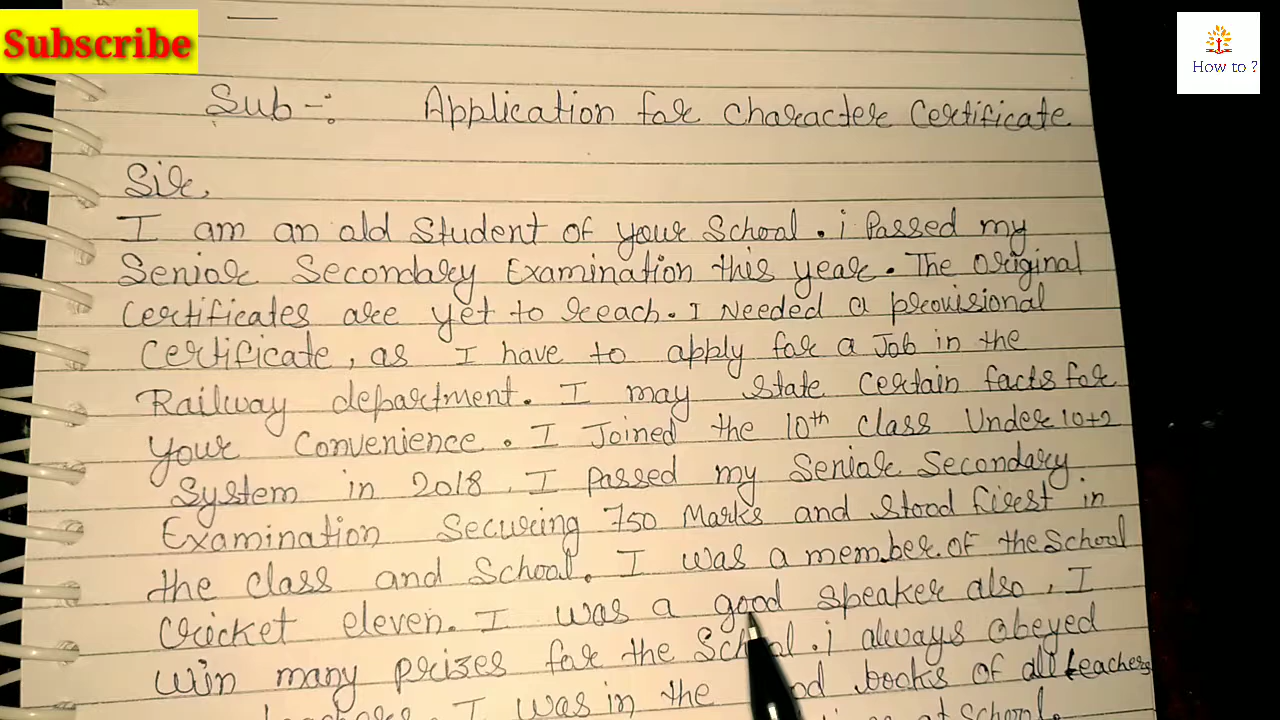 Subscribe
How to ?
Sub-: Application for Character Certificate
Sir,
I am an old Student of your School. i Passed my
Senior Secondary Examination this year. The Original
Certificates are yet to reach. I Needed a provisional
Certificate, as I have to apply for a Job in the
Railway department. I may state certain facts for
your Convenience. I Joined the 10th class Under 10+2
System in 2018, I passed my Senior Secondary
Examination Securing 750 Marks and stood first in
the class and School. I was a member of the School
Cricket eleven. I was a good speaker also, I
win many prizes for the School. i always obeyed
I was in the books of all teachers
at School.